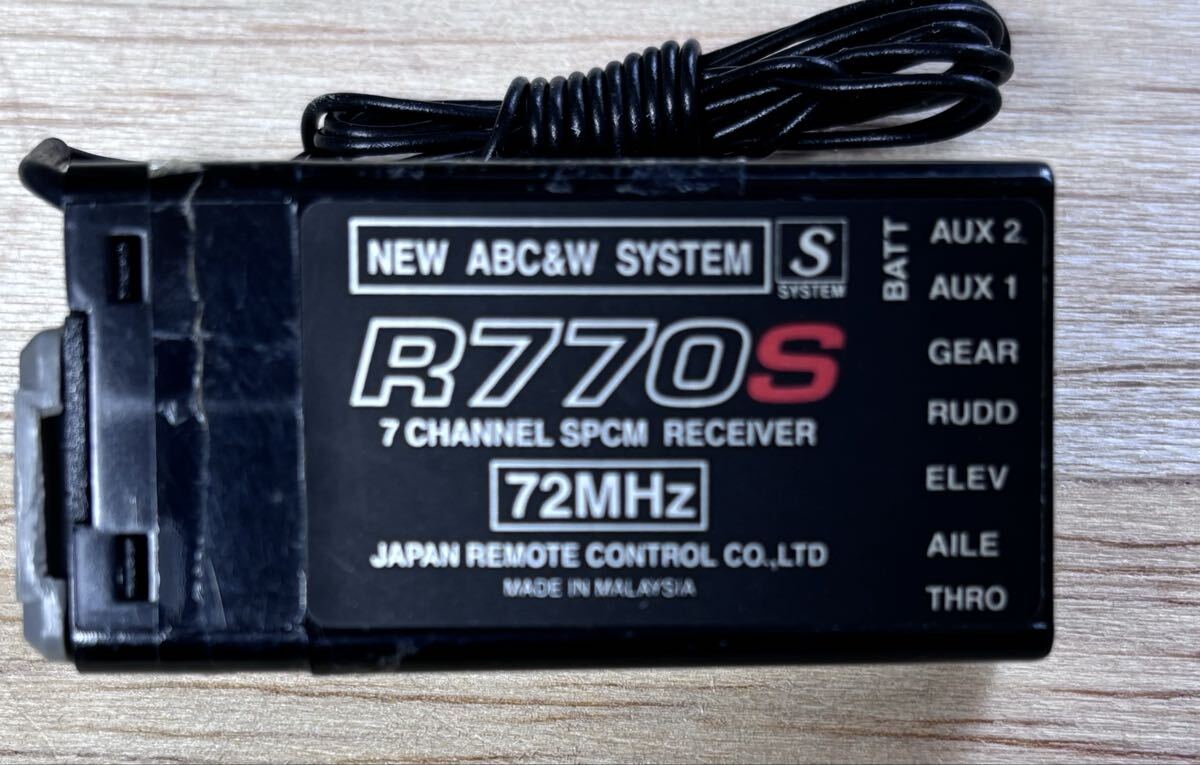 NEW ABC&W SYSTEM
S
SYSTEM
R770S
7 CHANNEL SPCM RECEIVER
72MHz
JAPAN REMOTE CONTROL CO.,LTD
MADE IN MALAYSIA
BATT
AUX 2
AUX 1
GEAR
RUDD
ELEV
AILE
THRO